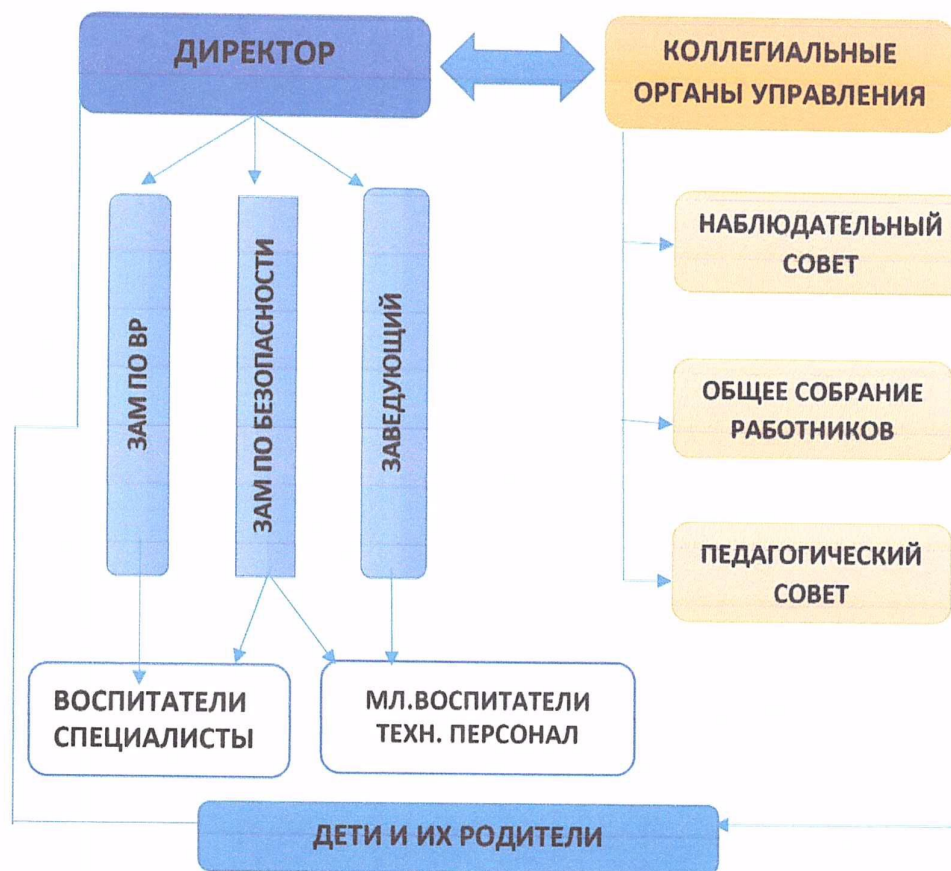 ДИРЕКТОР
КОЛЛЕГИАЛЬНЫЕ
ОРГАНЫ УПРАВЛЕНИЯ
ЗАМ ПО ВР
ЗАМ ПО БЕЗОПАСНОСТИ
ЗАВЕДУЮЩИЙ
НАБЛЮДАТЕЛЬНЫЙ
СОВЕТ
ОБЩЕЕ СОБРАНИЕ
РАБОТНИКОВ
ПЕДАГОГИЧЕСКИЙ
СОВЕТ
ВОСПИТАТЕЛИ
СПЕЦИАЛИСТЫ
МЛ.ВОСПИТАТЕЛИ
ТЕХН. ПЕРСОНАЛ
ДЕТИ И ИХ РОДИТЕЛИ